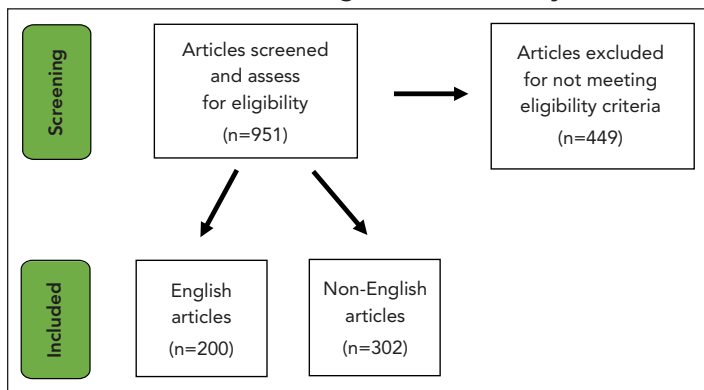 Screening
Articles screened
and assess
for eligibility
(n=951)
Articles excluded
for not meeting
eligibility criteria
(n=449)
Included
English
articles
(n=200)
Non-English
articles
(n=302)